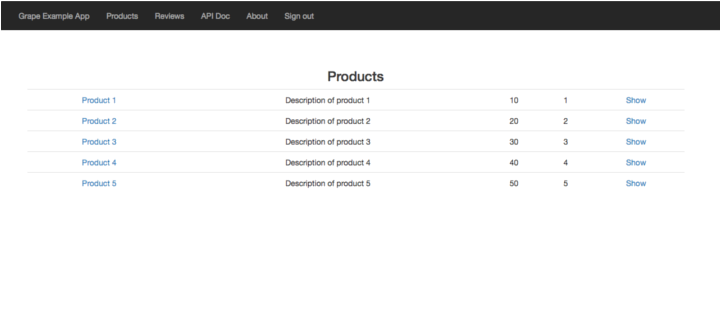 Grape Example App Products Reviews API Doc About Sign out
Products
Product 1 Description of product 1 10 1 Show
Product 2 Description of product 2 20 2 Show
Product 3 Description of product 3 30 3 Show
Product 4 Description of product 4 40 4 Show
Product 5 Description of product 5 50 5 Show